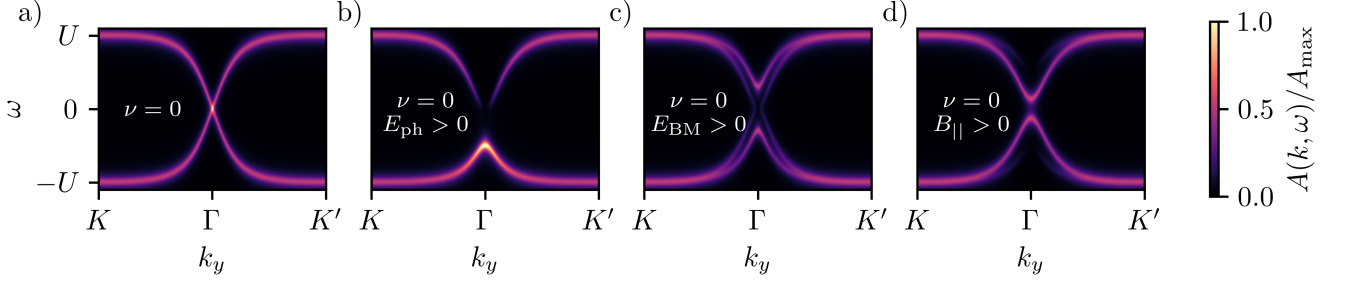 a)
b)
c)
d)
U
0
−U
ω
ν = 0
ν = 0
E_ph > 0
ν = 0
E_BM > 0
ν = 0
B_|| > 0
K Γ K′
K Γ K′
K Γ K′
K Γ K′
k_y
k_y
k_y
k_y
1.0
0.5
0.0
A(k, ω)/A_max